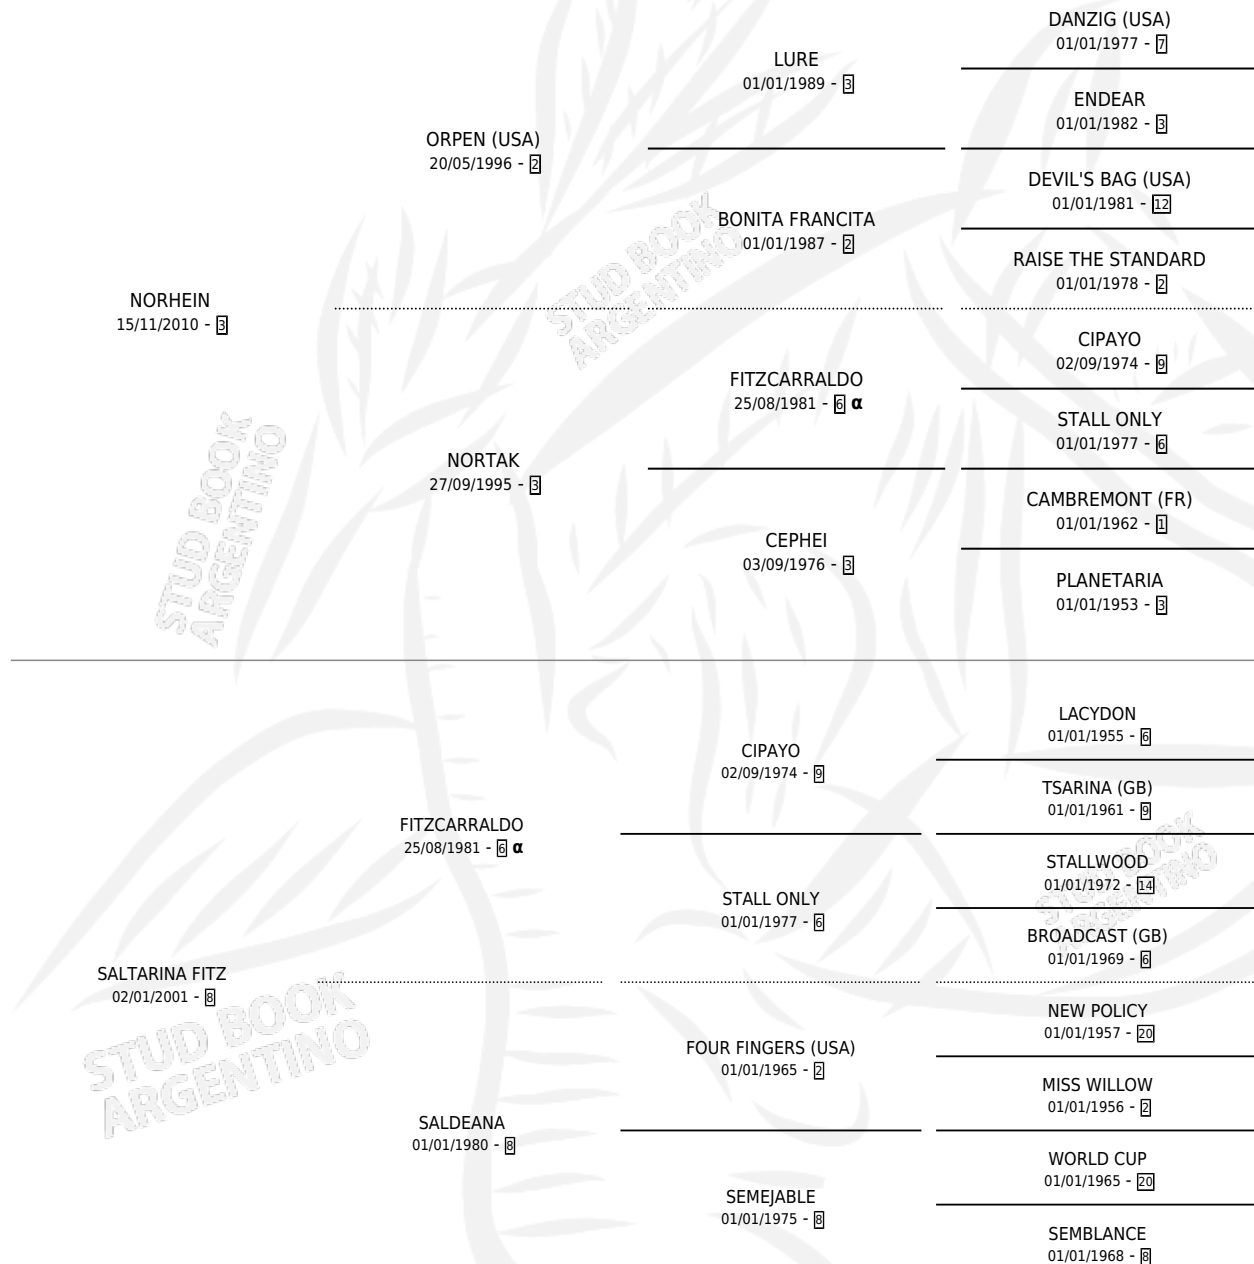 DANZIG (USA)
01/01/1977 - 7
LURE
01/01/1989 - 3
ENDEAR
01/01/1982 - 3
ORPEN (USA)
20/05/1996 - 2
DEVIL'S BAG (USA)
01/01/1981 - 12
BONITA FRANCITA
01/01/1987 - 2
RAISE THE STANDARD
01/01/1978 - 2
NORHEIN
15/11/2010 - 3
CIPAYO
02/09/1974 - 9
FITZCARRALDO
25/08/1981 - 6 α
STALL ONLY
01/01/1977 - 6
NORTAK
27/09/1995 - 3
CAMBREMONT (FR)
01/01/1962 - 1
CEPHEI
03/09/1976 - 3
PLANETARIA
01/01/1953 - 3
STUD BOOK
ARGENTINO
STUD BOOK
ARGENTINO
LACYDON
01/01/1955 - 6
CIPAYO
02/09/1974 - 9
TSARINA (GB)
01/01/1961 - 9
FITZCARRALDO
25/08/1981 - 6 α
STALLWOOD
01/01/1972 - 14
STALL ONLY
01/01/1977 - 6
BROADCAST (GB)
01/01/1969 - 6
SALTARINA FITZ
02/01/2001 - 8
NEW POLICY
01/01/1957 - 20
FOUR FINGERS (USA)
01/01/1965 - 2
MISS WILLOW
01/01/1956 - 2
SALDEANA
01/01/1980 - 8
WORLD CUP
01/01/1965 - 20
SEMEJABLE
01/01/1975 - 8
SEMBLANCE
01/01/1968 - 8
STUD BOOK
ARGENTINO
STUD BOOK
ARGENTINO